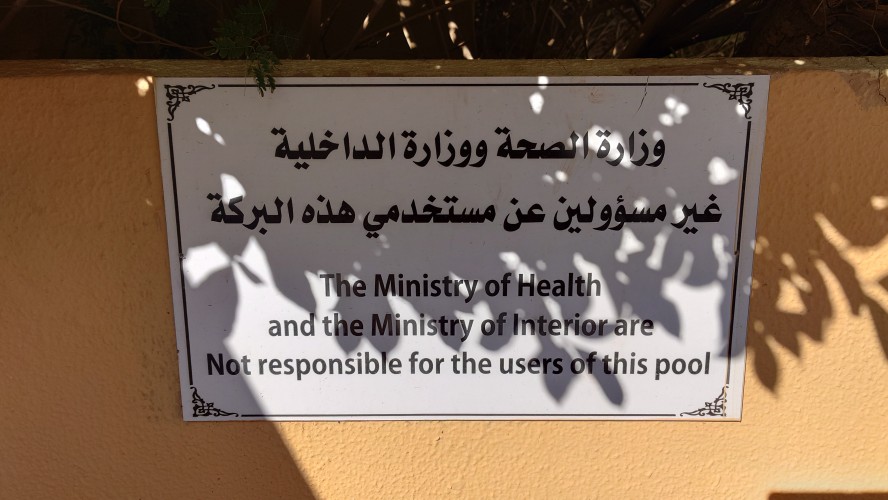 وزارة الصحة ووزارة الداخلية
غير مسؤولين عن مستخدمي هذه البركة
The Ministry of Health
and the Ministry of Interior are
Not responsible for the users of this pool